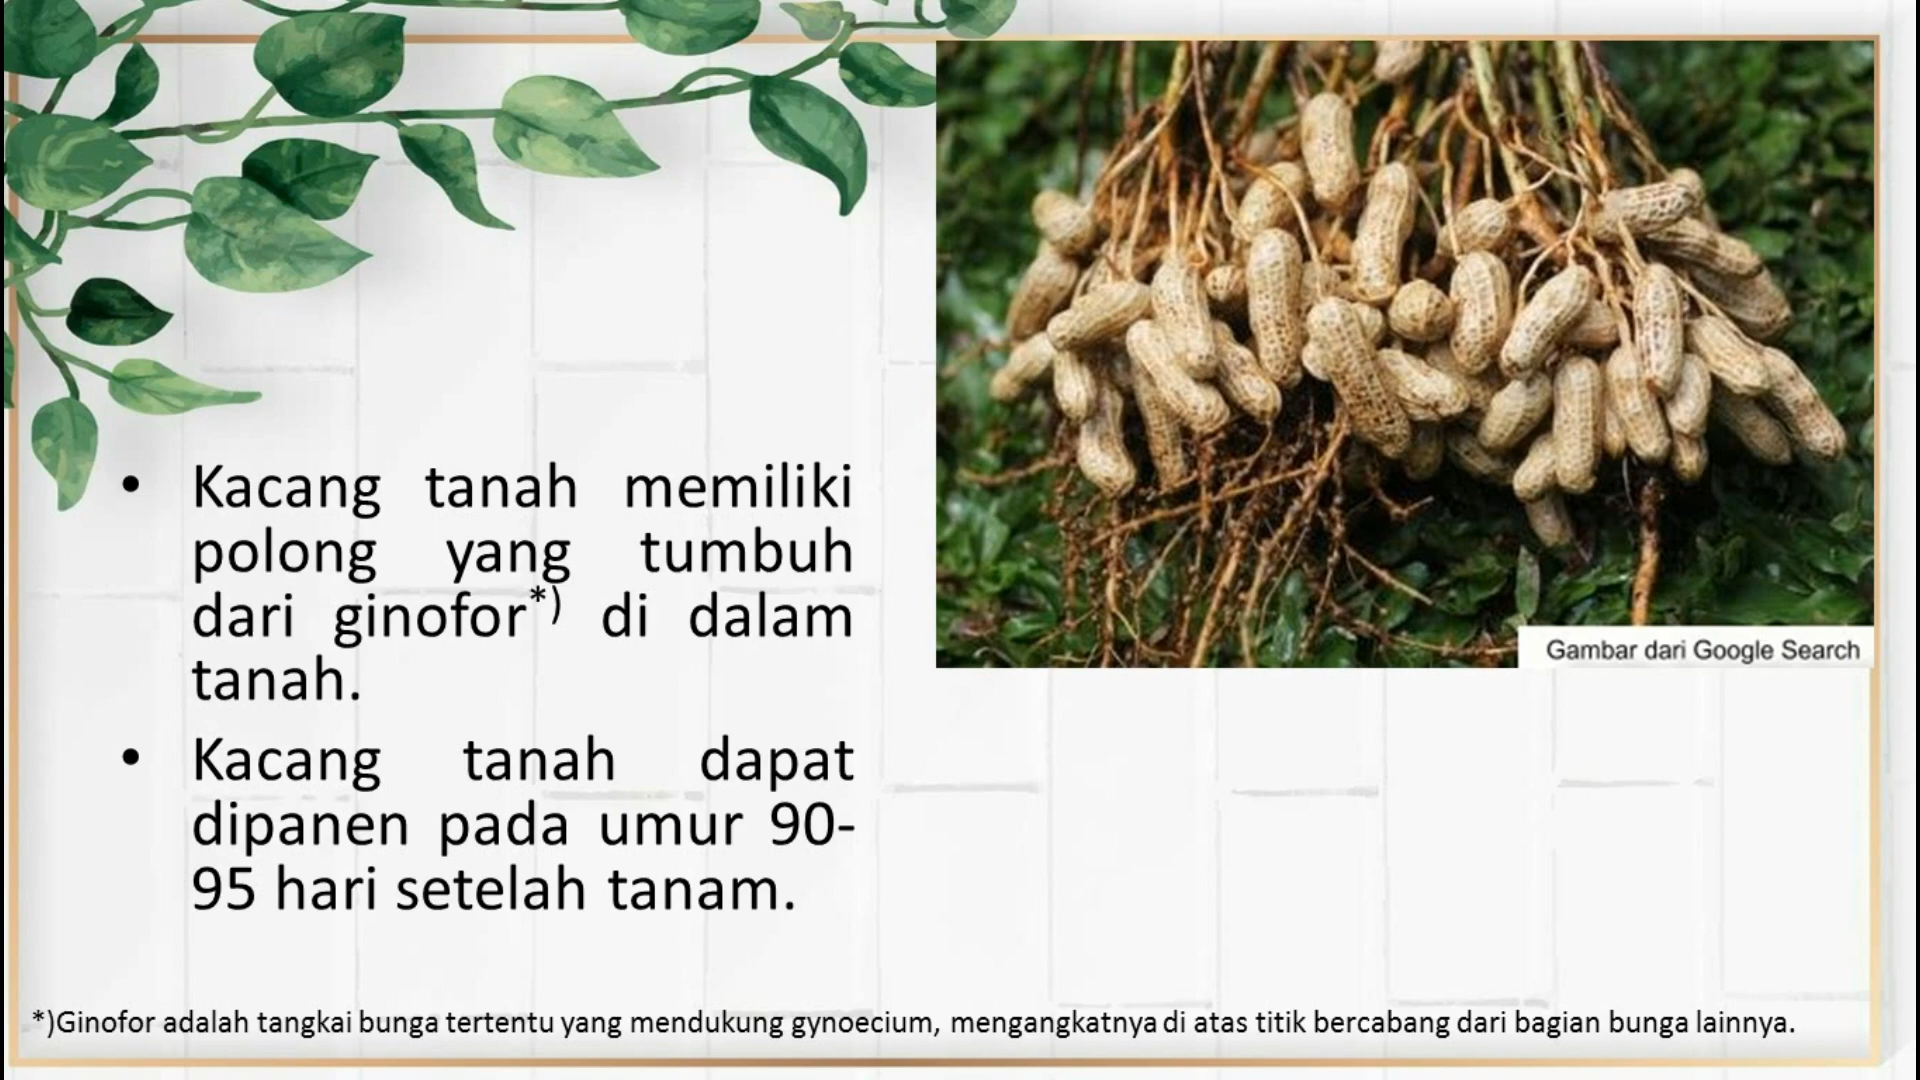 • Kacang tanah memiliki
polong yang tumbuh
dari ginofor*) di dalam
tanah.
• Kacang tanah dapat
dipanen pada umur 90-
95 hari setelah tanam.
Gambar dari Google Search
*)Ginofor adalah tangkai bunga tertentu yang mendukung gynoecium, mengangkatnya di atas titik bercabang dari bagian bunga lainnya.